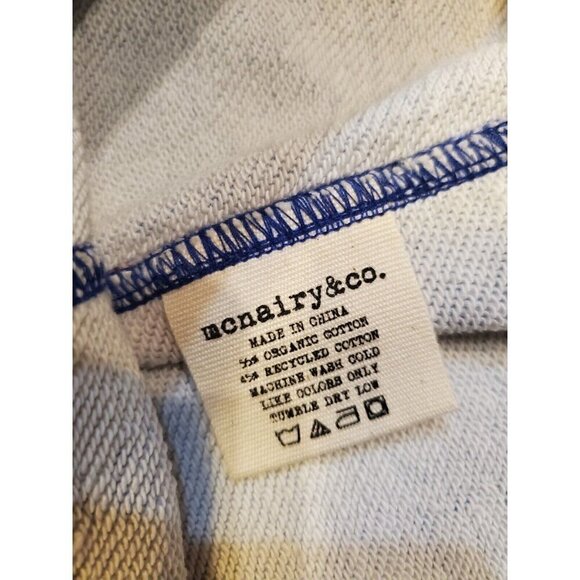 mcnairy&co.
MADE IN CHINA
55% ORGANIC COTTON
45% RECYCLED COTTON
MACHINE WASH COLD
LIKE COLORS ONLY
TUMBLE DRY LOW